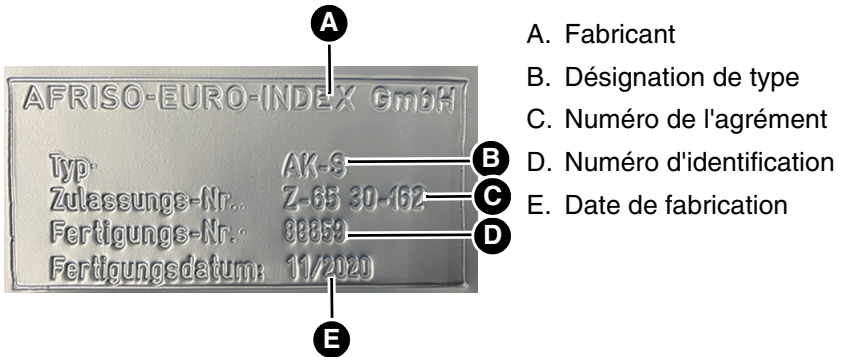 A
A. Fabricant
B. Désignation de type
C. Numéro de l'agrément
D. Numéro d'identification
E. Date de fabrication
AFRISO-EURO-INDEX GmbH
Typ: AK-S B
Zulassungs-Nr.: Z-65 30-162 C
Fertigungs-Nr.: 88859 D
Fertigungsdatum: 11/2020
E